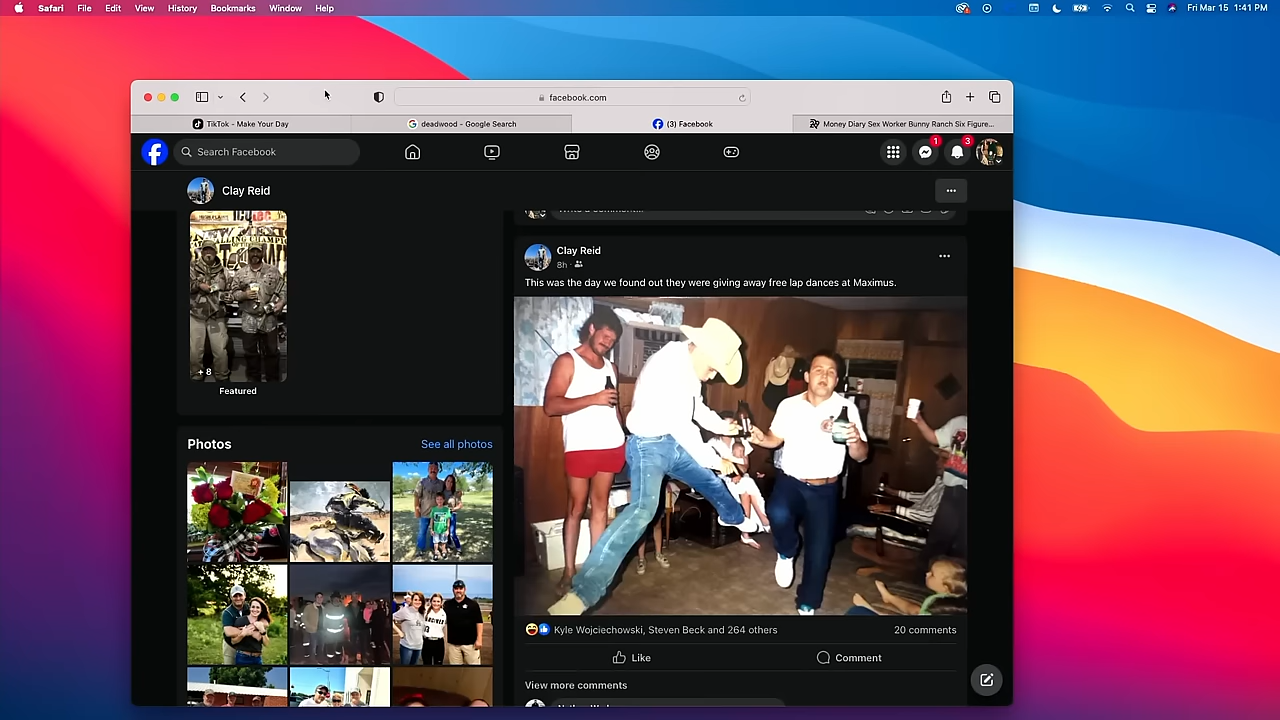 Safari File Edit View History Bookmarks Window Help
Fri Mar 15 1:41 PM
facebook.com
TikTok - Make Your Day
deadwood - Google Search
(3) Facebook
Money Diary Sex Worker Bunny Ranch Six Figure...
Search Facebook
1
3
Clay Reid
...
+ 8
Featured
Photos
See all photos
Clay Reid
8h ·
This was the day we found out they were giving away free lap dances at Maximus.
Kyle Wojciechowski, Steven Beck and 264 others
20 comments
Like
Comment
View more comments